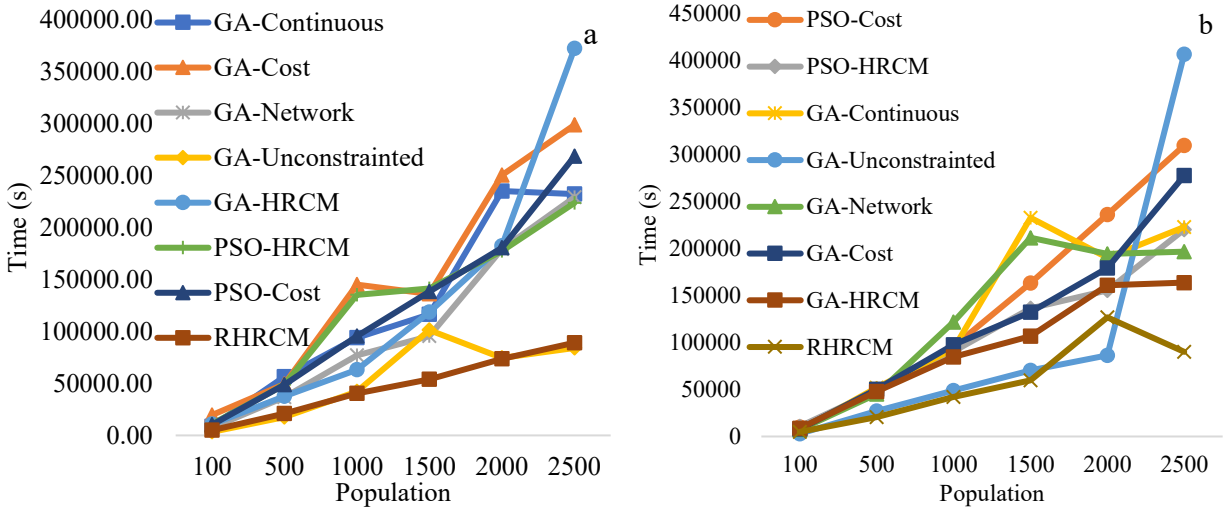 400000.00
350000.00
300000.00
250000.00
200000.00
150000.00
100000.00
50000.00
0.00
Time (s)
GA-Continuous
GA-Cost
GA-Network
GA-Unconstrainted
GA-HRCM
PSO-HRCM
PSO-Cost
RHRCM
a
100 500 1000 1500 2000 2500
Population
450000
400000
350000
300000
250000
200000
150000
100000
50000
0
Time (s)
PSO-Cost
PSO-HRCM
GA-Continuous
GA-Unconstrainted
GA-Network
GA-Cost
GA-HRCM
RHRCM
b
100 500 1000 1500 2000 2500
Population